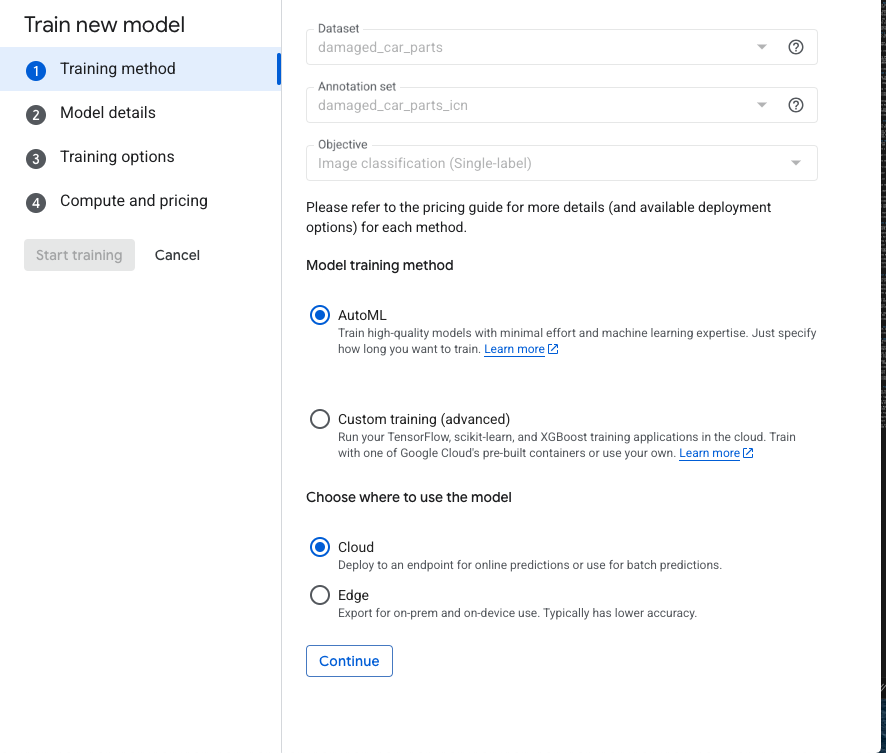 Train new model
1 Training method
2 Model details
3 Training options
4 Compute and pricing
Start training Cancel
Dataset
damaged_car_parts
Annotation set
damaged_car_parts_icn
Objective
Image classification (Single-label)
Please refer to the pricing guide for more details (and available deployment
options) for each method.
Model training method
AutoML
Train high-quality models with minimal effort and machine learning expertise. Just specify
how long you want to train. Learn more
Custom training (advanced)
Run your TensorFlow, scikit-learn, and XGBoost training applications in the cloud. Train
with one of Google Cloud's pre-built containers or use your own. Learn more
Choose where to use the model
Cloud
Deploy to an endpoint for online predictions or use for batch predictions.
Edge
Export for on-prem and on-device use. Typically has lower accuracy.
Continue